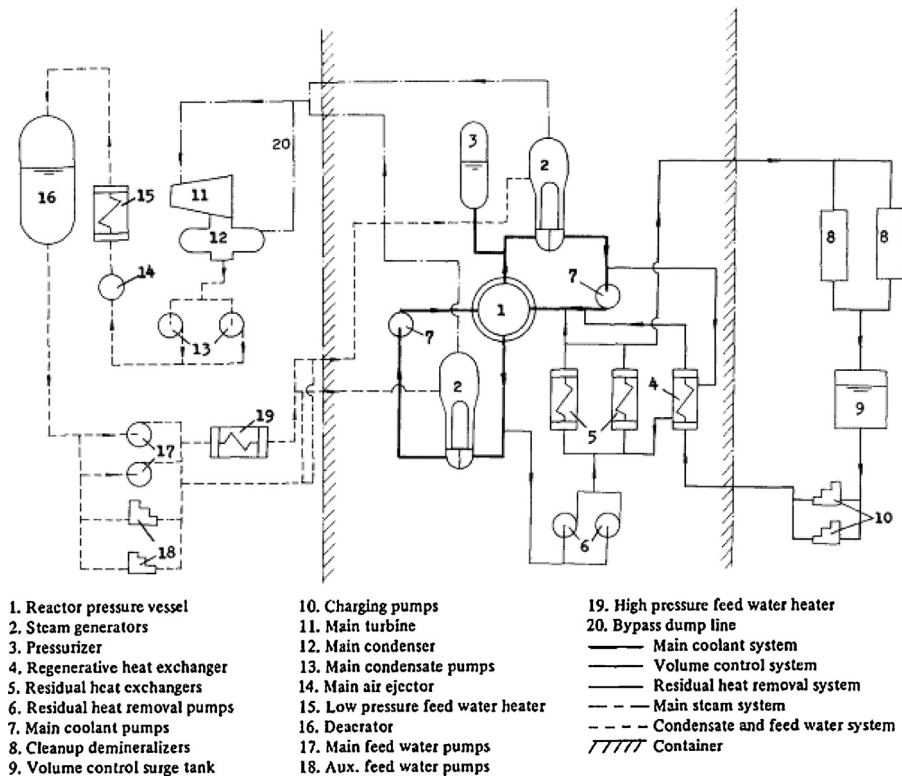 20
3
2
8
8
16
15
11
12
14
7
1
13
7
2
4
5
9
19
17
10
6
18
1. Reactor pressure vessel
2. Steam generators
3. Pressurizer
4. Regenerative heat exchanger
5. Residual heat exchangers
6. Residual heat removal pumps
7. Main coolant pumps
8. Cleanup demineralizers
9. Volume control surge tank
10. Charging pumps
11. Main turbine
12. Main condenser
13. Main condensate pumps
14. Main air ejector
15. Low pressure feed water heater
16. Deaerator
17. Main feed water pumps
18. Aux. feed water pumps
19. High pressure feed water heater
20. Bypass dump line
Main coolant system
Volume control system
Residual heat removal system
Main steam system
Condensate and feed water system
Container